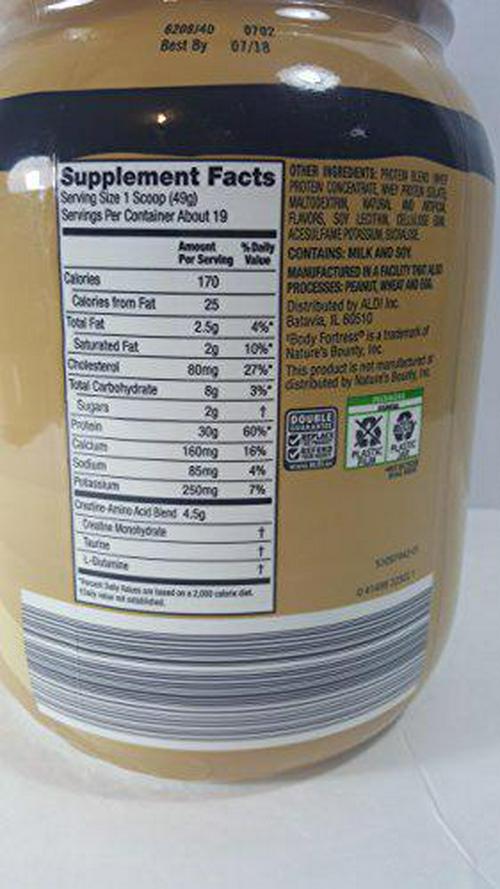 6208/4D 0702
Best By 07/18
Supplement Facts
Serving Size 1 Scoop (49g)
Servings Per Container About 19
Amount Per Serving % Daily Value
Calories 170
Calories from Fat 25
Total Fat 2.5g 4%*
Saturated Fat 2g 10%*
Cholesterol 80mg 27%*
Total Carbohydrate 8g 3%*
Sugars 2g †
Protein 30g 60%*
Calcium 160mg 16%
Sodium 85mg 4%
Potassium 250mg 7%
Creatine-Amino Acid Blend 4.5g
Creatine Monohydrate †
Taurine †
L-Glutamine †
*Percent Daily Values are based on a 2,000 calorie diet.
†Daily value not established.
OTHER INGREDIENTS: PROTEIN BLEND WHEY
PROTEIN CONCENTRATE, WHEY PROTEIN ISOLATE,
MALTODEXTRIN, NATURAL AND ARTIFICIAL
FLAVORS, SOY LECITHIN, CELLULOSE GUM,
ACESULFAME POTASSIUM, SUCRALOSE.
CONTAINS: MILK AND SOY.
MANUFACTURED IN A FACILITY THAT ALSO
PROCESSES: PEANUT, WHEAT AND EGG.
Distributed by ALDI Inc.
Batavia, IL 60510
Body Fortress® is a trademark of
Nature's Bounty, Inc.
This product is not manufactured or
distributed by Nature's Bounty, Inc.
DOUBLE
GUARANTEE
REPLACE
REFUND
PLASTIC
PLASTIC